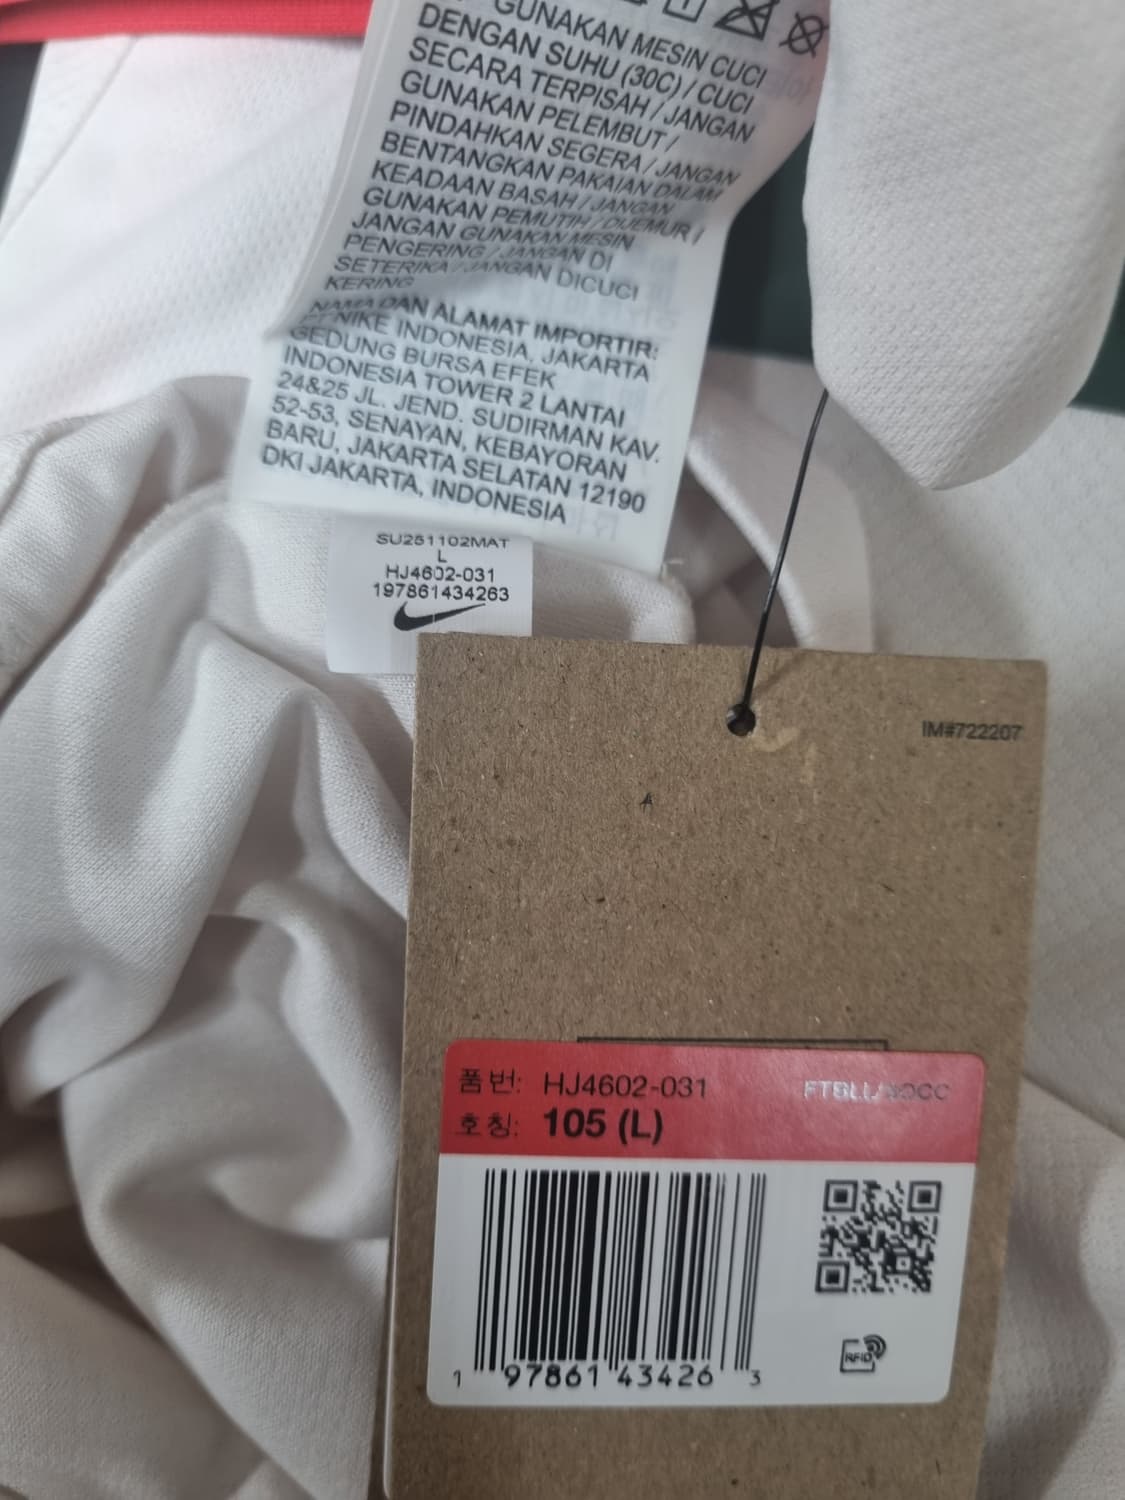 GUNAKAN MESIN CUCI
DENGAN SUHU (30C) / CUCI
SECARA TERPISAH / JANGAN
GUNAKAN PELEMBUT /
PINDAHKAN SEGERA / JANGAN
BENTANGKAN PAKAIAN DALAM
KEADAAN BASAH / JANGAN
GUNAKAN PEMUTIH / DIJEMUR /
JANGAN GUNAKAN MESIN
PENGERING / JANGAN DI
SETERIKA / JANGAN DICUCI
KERING
NAMA DAN ALAMAT IMPORTIR:
PT NIKE INDONESIA, JAKARTA
GEDUNG BURSA EFEK
INDONESIA TOWER 2 LANTAI
24&25 JL. JEND. SUDIRMAN KAV.
52-53, SENAYAN, KEBAYORAN
BARU, JAKARTA SELATAN 12190
DKI JAKARTA, INDONESIA
SU251102MAT
L
HJ4602-031
197861434263
IM#722207
품번: HJ4602-031
호칭: 105 (L)
1 97861 43426 3
RFID